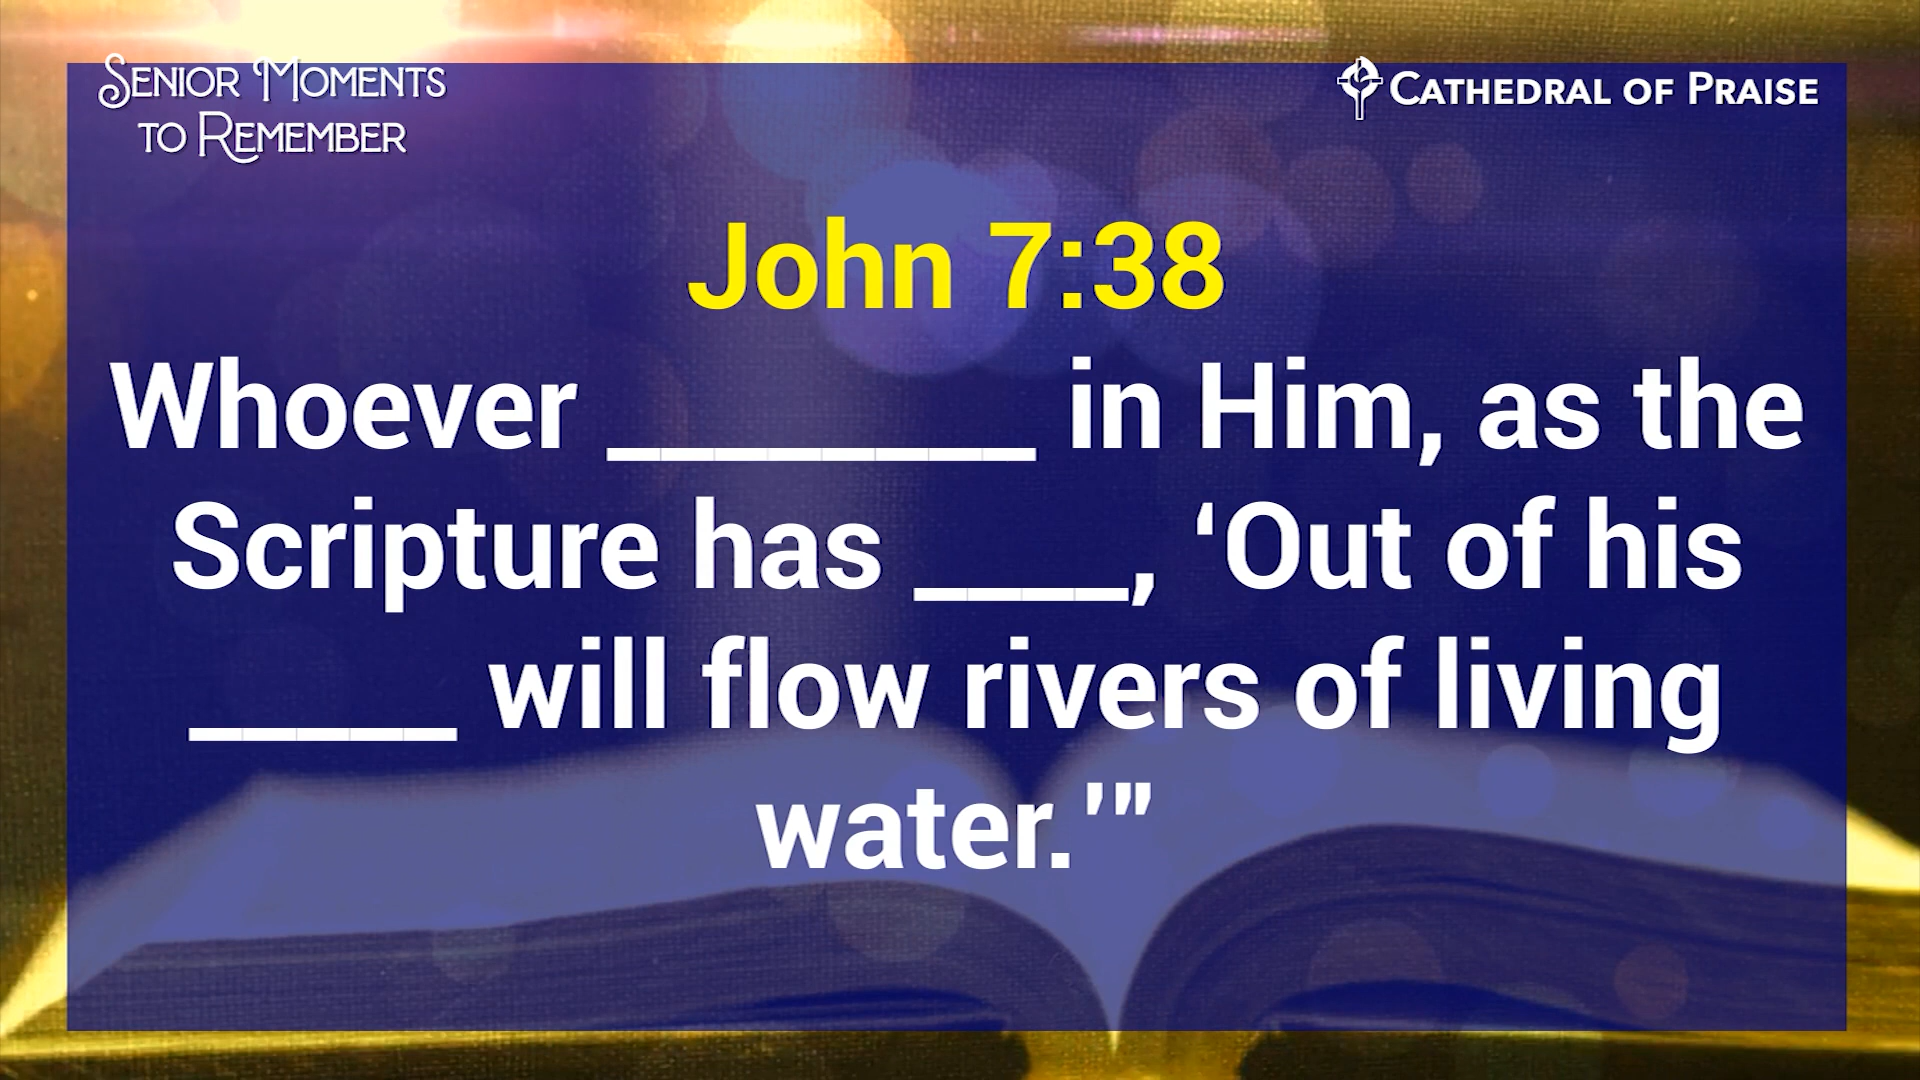 Senior Moments
to Remember
Cathedral of Praise
John 7:38
Whoever ________ in Him, as the
Scripture has ____, ‘Out of his
_____ will flow rivers of living
water.'"